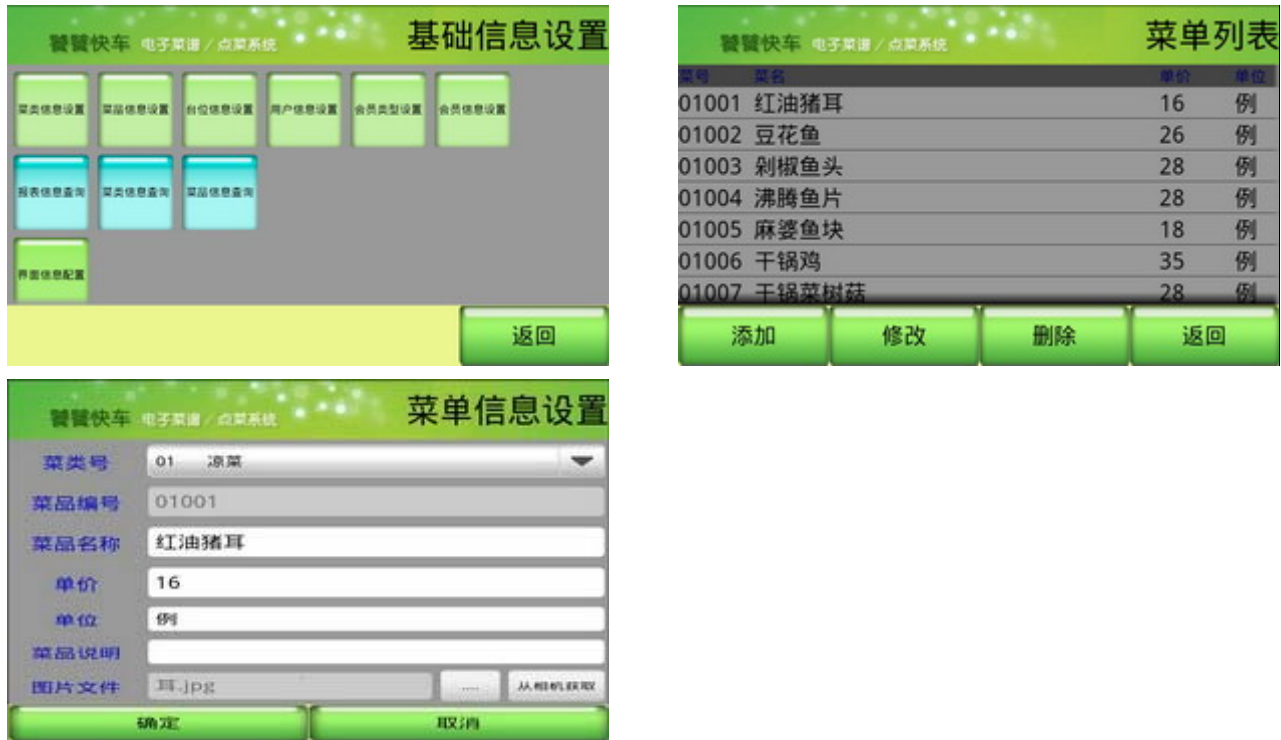 饕餮快车 电子菜谱/点菜系统 基础信息设置
菜类信息设置 菜品信息设置 台位信息设置 用户信息设置 会员类型设置 会员信息设置
报表信息查询 菜类信息查询 菜品信息查询
界面信息配置
返回
饕餮快车 电子菜谱/点菜系统 菜单列表
菜号 菜名 单价 单位
01001 红油猪耳 16 例
01002 豆花鱼 26 例
01003 剁椒鱼头 28 例
01004 沸腾鱼片 28 例
01005 麻婆鱼块 18 例
01006 干锅鸡 35 例
01007 干锅菜树菇 28 例
添加 修改 删除 返回
饕餮快车 电子菜谱/点菜系统 菜单信息设置
菜类号 01 凉菜
菜品编号 01001
菜品名称 红油猪耳
单价 16
单位 例
菜品说明
图片文件 耳.jpg .... 从相机获取
确定 取消